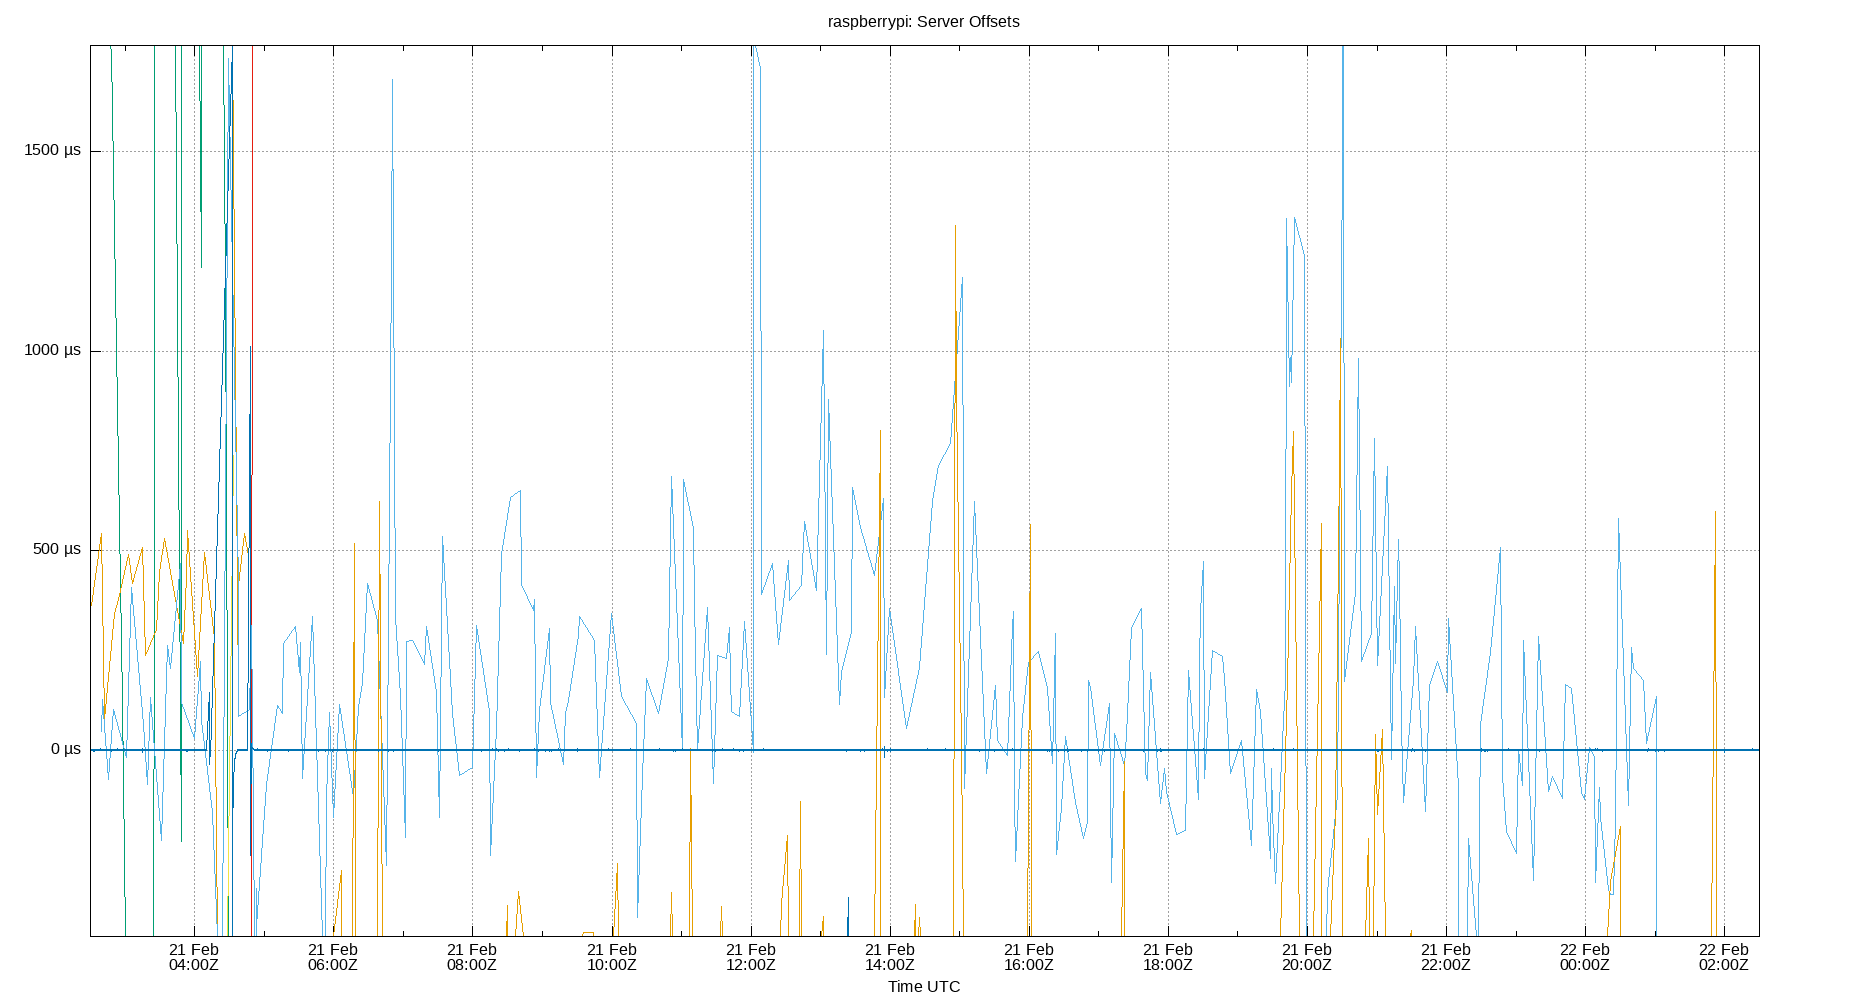 raspberrypi: Server Offsets
1500 µs
1000 µs
500 µs
0 µs
21 Feb 21 Feb 21 Feb 21 Feb 21 Feb 21 Feb 21 Feb 21 Feb 21 Feb 21 Feb 22 Feb 22 Feb
04:00Z 06:00Z 08:00Z 10:00Z 12:00Z 14:00Z 16:00Z 18:00Z 20:00Z 22:00Z 00:00Z 02:00Z
Time UTC